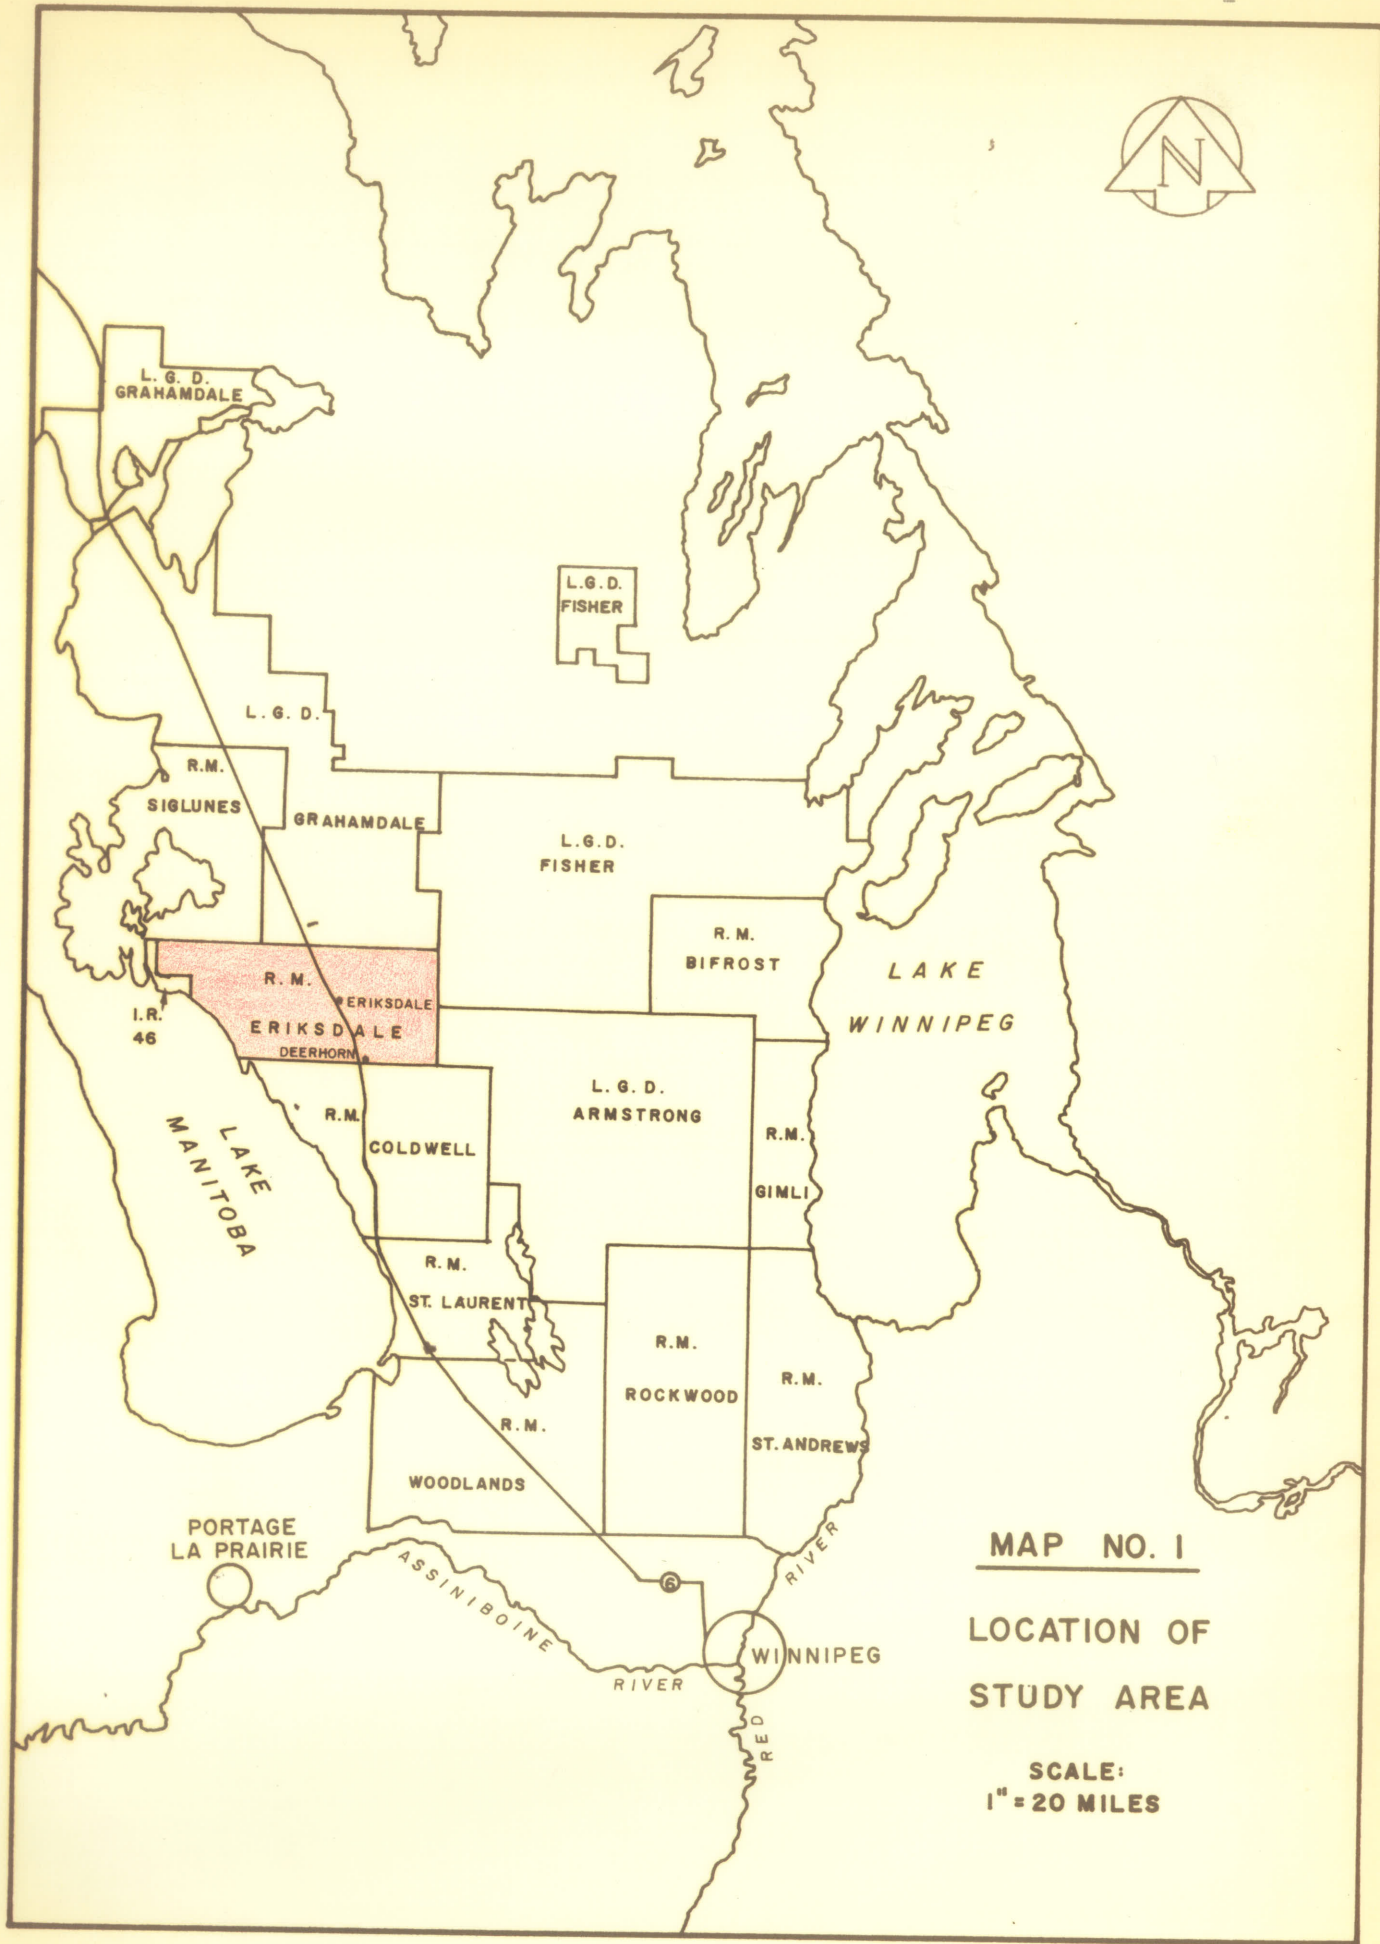 N
L. G. D.
GRAHAMDALE
L.G.D.
FISHER
L. G. D.
GRAHAMDALE
R.M.
SIGLUNES
L.G.D.
FISHER
R. M.
BIFROST
LAKE
WINNIPEG
R. M.
ERIKSDALE
ERIKSDALE
DEERHORN
I.R.
46
L. G. D.
ARMSTRONG
R.M.
COLDWELL
R.M.
GIMLI
LAKE
MANITOBA
R. M.
ST. LAURENT
R.M.
ROCKWOOD
R.M.
ST. ANDREWS
R. M.
WOODLANDS
PORTAGE
LA PRAIRIE
ASSINIBOINE
RIVER
6
WINNIPEG
RED
RIVER
MAP NO. 1
LOCATION OF
STUDY AREA
SCALE:
1" = 20 MILES